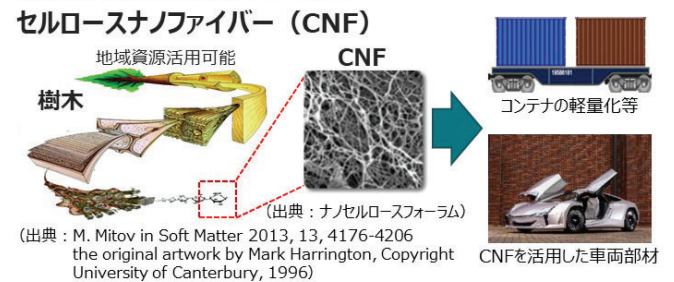 セルロースナノファイバー（CNF）
地域資源活用可能
樹木
CNF
（出典：ナノセルロースフォーラム）
（出典：M. Mitov in Soft Matter 2013, 13, 4176-4206
the original artwork by Mark Harrington, Copyright
University of Canterbury, 1996）
コンテナの軽量化等
CNFを活用した車両部材